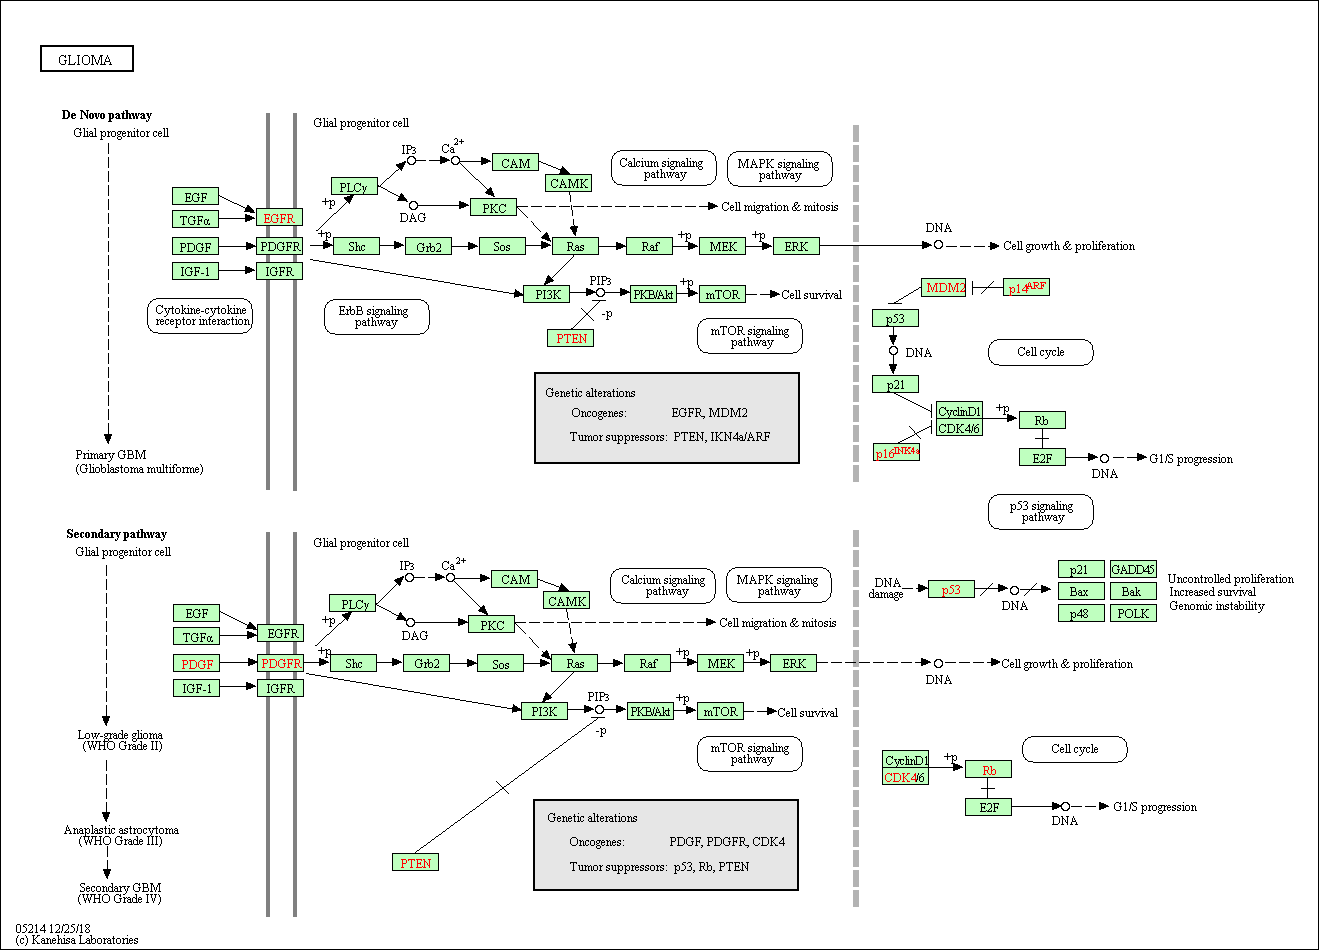 GLIOMA
De Novo pathway
Glial progenitor cell
Glial progenitor cell
IP3
Ca2+
CAM
CAMK
Calcium signaling
pathway
MAPK signaling
pathway
PLCγ
+p
DAG
PKC
Cell migration & mitosis
EGF
TGFα
EGFR
PDGF
PDGFR
+p
Shc
Grb2
Sos
Ras
Raf
+p
MEK
+p
ERK
DNA
Cell growth & proliferation
IGF-1
IGFR
PI3K
PIP3
-p
PKB/Akt
+p
mTOR
Cell survival
PTEN
Cytokine-cytokine
receptor interaction
ErbB signaling
pathway
mTOR signaling
pathway
MDM2
p14ARF
p53
DNA
Cell cycle
p21
CyclinD1
CDK4/6
+p
Rb
p16INK4a
E2F
DNA
G1/S progression
Genetic alterations
Oncogenes: EGFR, MDM2
Tumor suppressors: PTEN, IKN4a/ARF
Primary GBM
(Glioblastoma multiforme)
p53 signaling
pathway
Secondary pathway
Glial progenitor cell
Glial progenitor cell
IP3
Ca2+
CAM
CAMK
Calcium signaling
pathway
MAPK signaling
pathway
PLCγ
+p
DAG
PKC
Cell migration & mitosis
DNA
damage
p53
DNA
p21
GADD45
Bax
Bak
p48
POLK
Uncontrolled proliferation
Increased survival
Genomic instability
EGF
TGFα
EGFR
PDGF
PDGFR
+p
Shc
Grb2
Sos
Ras
Raf
+p
MEK
+p
ERK
DNA
Cell growth & proliferation
IGF-1
IGFR
PI3K
PIP3
-p
PKB/Akt
+p
mTOR
Cell survival
mTOR signaling
pathway
Low-grade glioma
(WHO Grade II)
CyclinD1
CDK4/6
+p
Rb
Cell cycle
E2F
DNA
G1/S progression
PTEN
Genetic alterations
Oncogenes: PDGF, PDGFR, CDK4
Tumor suppressors: p53, Rb, PTEN
Anaplastic astrocytoma
(WHO Grade III)
Secondary GBM
(WHO Grade IV)
05214 12/25/18
(c) Kanehisa Laboratories